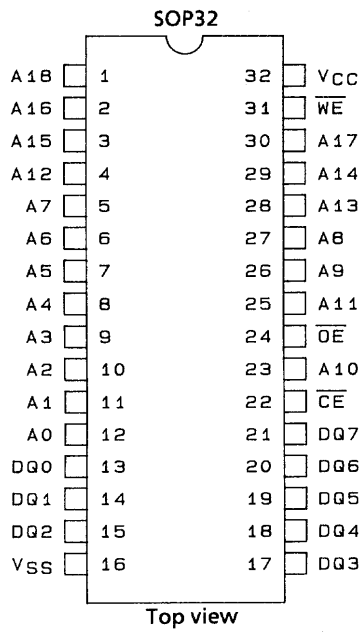 SOP32
A18 1 32 VCC
A16 2 31 WE
A15 3 30 A17
A12 4 29 A14
A7 5 28 A13
A6 6 27 A8
A5 7 26 A9
A4 8 25 A11
A3 9 24 OE
A2 10 23 A10
A1 11 22 CE
A0 12 21 DQ7
DQ0 13 20 DQ6
DQ1 14 19 DQ5
DQ2 15 18 DQ4
VSS 16 17 DQ3
Top view